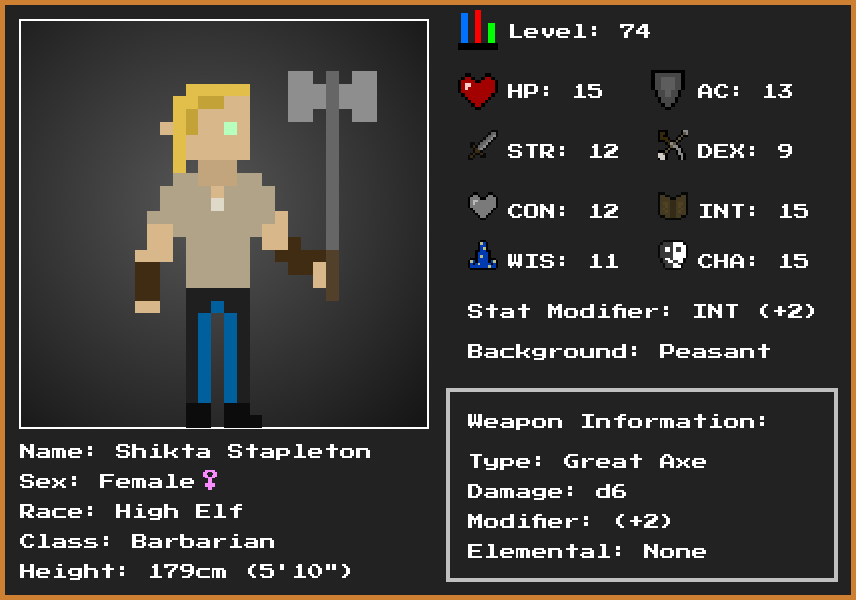 Level: 74
HP: 15 AC: 13
STR: 12 DEX: 9
CON: 12 INT: 15
WIS: 11 CHA: 15
Stat Modifier: INT (+2)
Background: Peasant
Weapon Information:
Type: Great Axe
Damage: d6
Modifier: (+2)
Elemental: None
Name: Shikta Stapleton
Sex: Female♀
Race: High Elf
Class: Barbarian
Height: 179cm (5'10")